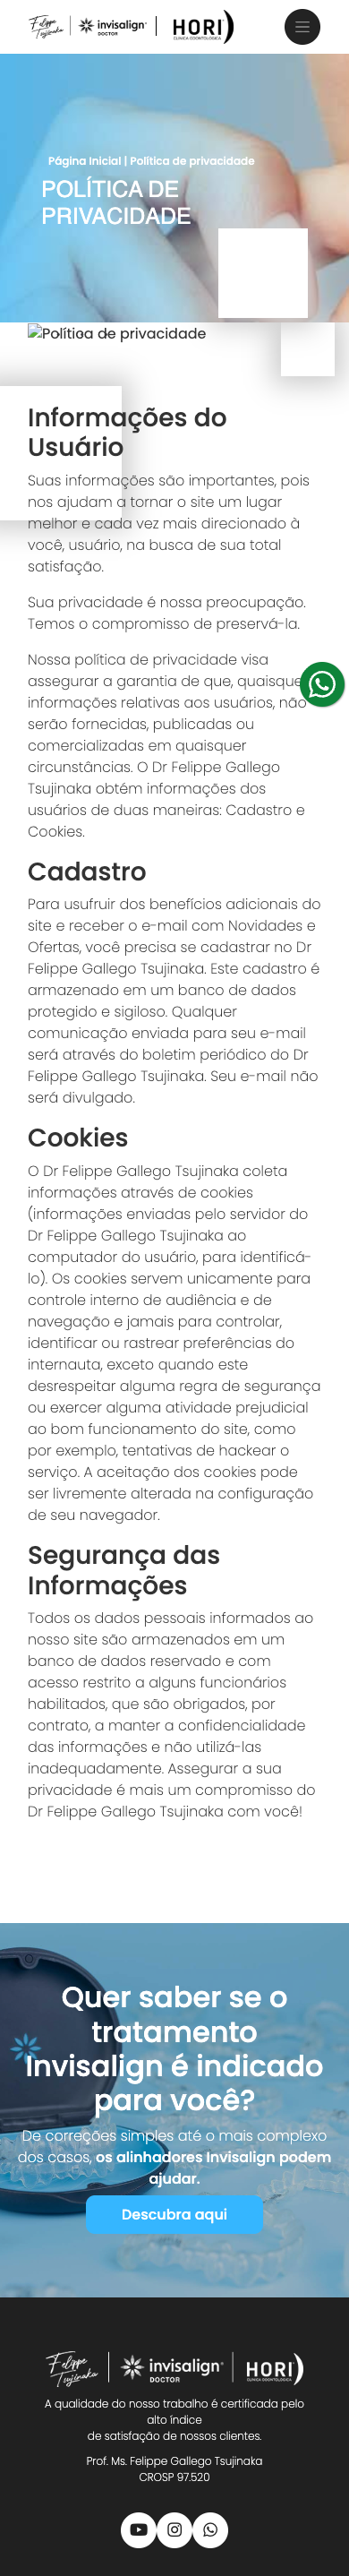 Felippe
Tsujinaka
invisalign
DOCTOR
HORI
CLÍNICA ODONTOLÓGICA
Página Inicial | Política de privacidade
POLÍTICA DE
PRIVACIDADE
Política de privacidade
Informações do
Usuário
Suas informações são importantes, pois
nos ajudam a tornar o site um lugar
melhor e cada vez mais direcionado à
você, usuário, na busca de sua total
satisfação.
Sua privacidade é nossa preocupação.
Temos o compromisso de preservá-la.
Nossa política de privacidade visa
assegurar a garantia de que, quaisquer
informações relativas aos usuários, não
serão fornecidas, publicadas ou
comercializadas em quaisquer
circunstâncias. O Dr Felippe Gallego
Tsujinaka obtém informações dos
usuários de duas maneiras: Cadastro e
Cookies.
Cadastro
Para usufruir dos benefícios adicionais do
site e receber o e-mail com Novidades e
Ofertas, você precisa se cadastrar no Dr
Felippe Gallego Tsujinaka. Este cadastro é
armazenado em um banco de dados
protegido e sigiloso. Qualquer
comunicação enviada para seu e-mail
será através do boletim periódico do Dr
Felippe Gallego Tsujinaka. Seu e-mail não
será divulgado.
Cookies
O Dr Felippe Gallego Tsujinaka coleta
informações através de cookies
(informações enviadas pelo servidor do
Dr Felippe Gallego Tsujinaka ao
computador do usuário, para identificá-
lo). Os cookies servem unicamente para
controle interno de audiência e de
navegação e jamais para controlar,
identificar ou rastrear preferências do
internauta, exceto quando este
desrespeitar alguma regra de segurança
ou exercer alguma atividade prejudicial
ao bom funcionamento do site, como
por exemplo, tentativas de hackear o
serviço. A aceitação dos cookies pode
ser livremente alterada na configuração
de seu navegador.
Segurança das
Informações
Todos os dados pessoais informados ao
nosso site são armazenados em um
banco de dados reservado e com
acesso restrito a alguns funcionários
habilitados, que são obrigados, por
contrato, a manter a confidencialidade
das informações e não utilizá-las
inadequadamente. Assegurar a sua
privacidade é mais um compromisso do
Dr Felippe Gallego Tsujinaka com você!
Quer saber se o
tratamento
Invisalign é indicado
para você?
De correções simples até o mais complexo
dos casos, os alinhadores Invisalign podem
ajudar.
Descubra aqui
Felippe
Tsujinaka
invisalign
DOCTOR
HORI
CLÍNICA ODONTOLÓGICA
A qualidade do nosso trabalho é certificada pelo
alto índice
de satisfação de nossos clientes.
Prof. Ms. Felippe Gallego Tsujinaka
CROSP 97.520